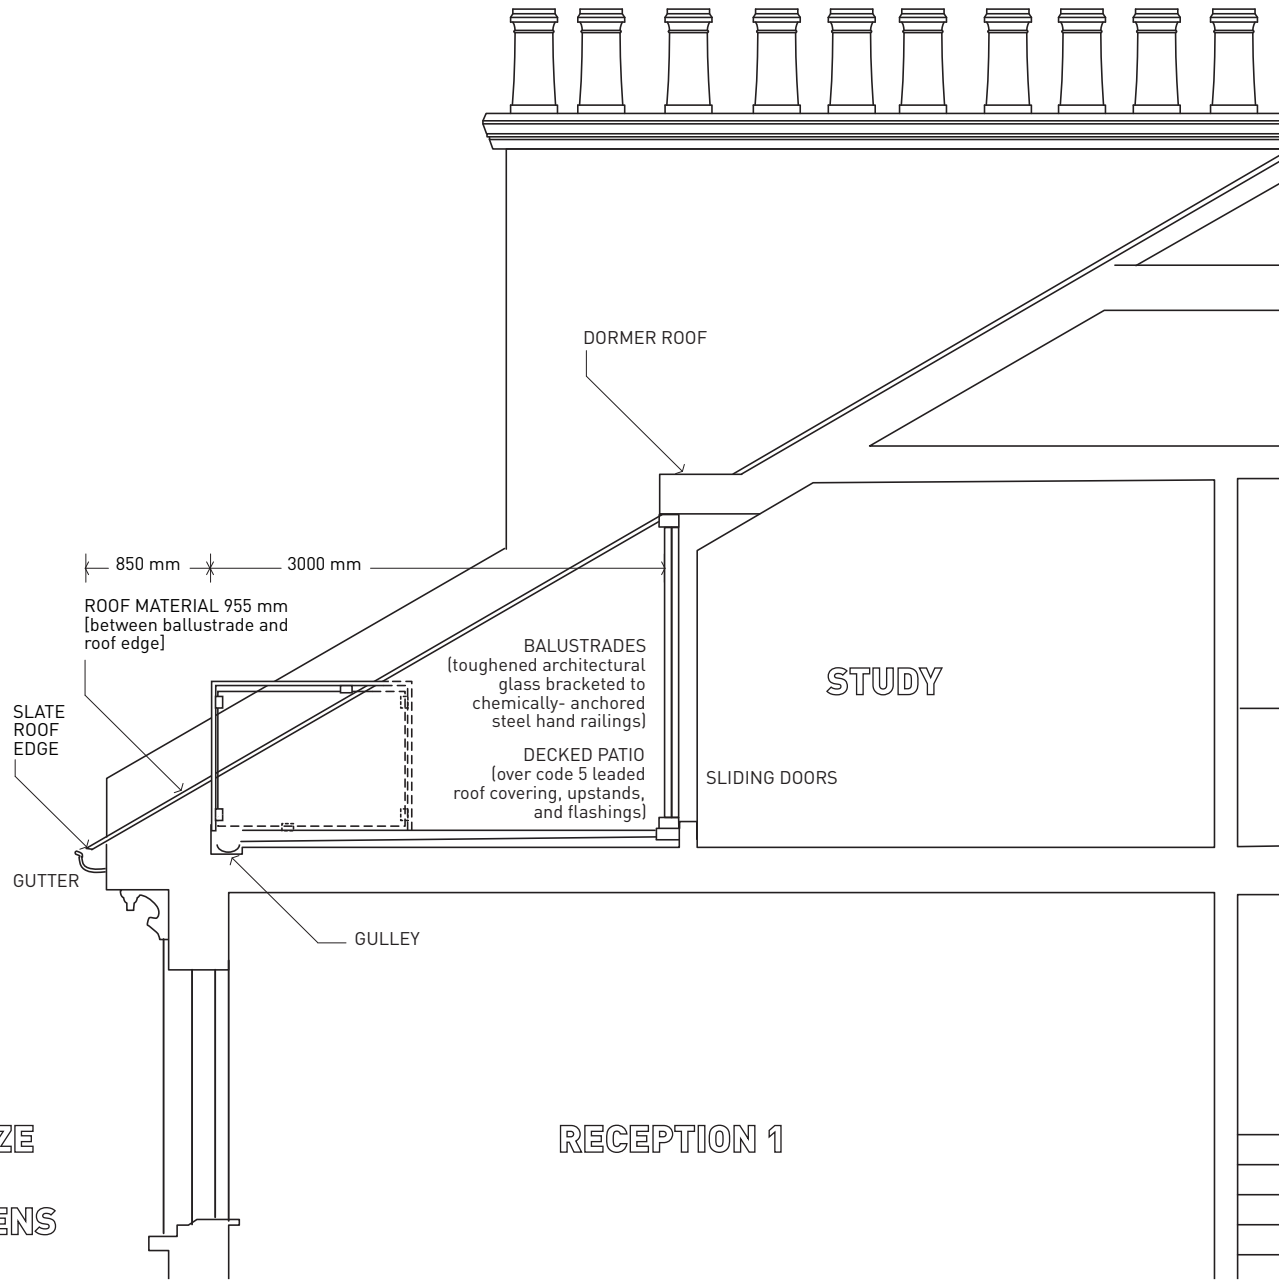 DORMER ROOF
850 mm
3000 mm
ROOF MATERIAL 955 mm
[between ballustrade and
roof edge]
BALUSTRADES
(toughened architectural
glass bracketed to
chemically- anchored
steel hand railings)
STUDY
SLATE
ROOF
EDGE
DECKED PATIO
(over code 5 leaded
roof covering, upstands,
and flashings)
SLIDING DOORS
GUTTER
GULLEY
RECEPTION 1
ZE
ENS